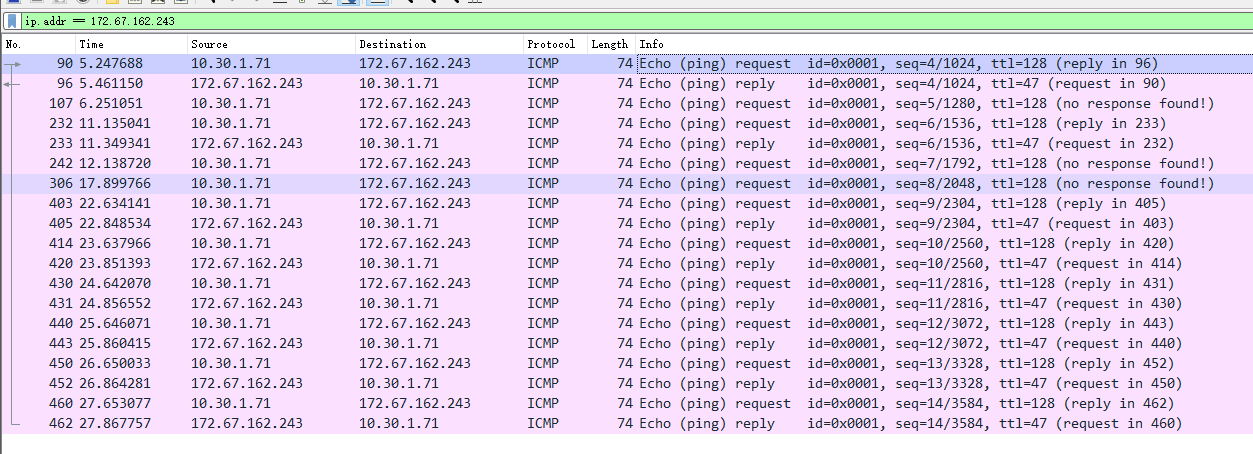 ip.addr == 172.67.162.243
No. Time Source Destination Protocol Length Info
90 5.247688 10.30.1.71 172.67.162.243 ICMP 74 Echo (ping) request id=0x0001, seq=4/1024, ttl=128 (reply in 96)
96 5.461150 172.67.162.243 10.30.1.71 ICMP 74 Echo (ping) reply id=0x0001, seq=4/1024, ttl=47 (request in 90)
107 6.251051 10.30.1.71 172.67.162.243 ICMP 74 Echo (ping) request id=0x0001, seq=5/1280, ttl=128 (no response found!)
232 11.135041 10.30.1.71 172.67.162.243 ICMP 74 Echo (ping) request id=0x0001, seq=6/1536, ttl=128 (reply in 233)
233 11.349341 172.67.162.243 10.30.1.71 ICMP 74 Echo (ping) reply id=0x0001, seq=6/1536, ttl=47 (request in 232)
242 12.138720 10.30.1.71 172.67.162.243 ICMP 74 Echo (ping) request id=0x0001, seq=7/1792, ttl=128 (no response found!)
306 17.899766 10.30.1.71 172.67.162.243 ICMP 74 Echo (ping) request id=0x0001, seq=8/2048, ttl=128 (no response found!)
403 22.634141 10.30.1.71 172.67.162.243 ICMP 74 Echo (ping) request id=0x0001, seq=9/2304, ttl=128 (reply in 405)
405 22.848534 172.67.162.243 10.30.1.71 ICMP 74 Echo (ping) reply id=0x0001, seq=9/2304, ttl=47 (request in 403)
414 23.637966 10.30.1.71 172.67.162.243 ICMP 74 Echo (ping) request id=0x0001, seq=10/2560, ttl=128 (reply in 420)
420 23.851393 172.67.162.243 10.30.1.71 ICMP 74 Echo (ping) reply id=0x0001, seq=10/2560, ttl=47 (request in 414)
430 24.642070 10.30.1.71 172.67.162.243 ICMP 74 Echo (ping) request id=0x0001, seq=11/2816, ttl=128 (reply in 431)
431 24.856552 172.67.162.243 10.30.1.71 ICMP 74 Echo (ping) reply id=0x0001, seq=11/2816, ttl=47 (request in 430)
440 25.646071 10.30.1.71 172.67.162.243 ICMP 74 Echo (ping) request id=0x0001, seq=12/3072, ttl=128 (reply in 443)
443 25.860415 172.67.162.243 10.30.1.71 ICMP 74 Echo (ping) reply id=0x0001, seq=12/3072, ttl=47 (request in 440)
450 26.650033 10.30.1.71 172.67.162.243 ICMP 74 Echo (ping) request id=0x0001, seq=13/3328, ttl=128 (reply in 452)
452 26.864281 172.67.162.243 10.30.1.71 ICMP 74 Echo (ping) reply id=0x0001, seq=13/3328, ttl=47 (request in 450)
460 27.653077 10.30.1.71 172.67.162.243 ICMP 74 Echo (ping) request id=0x0001, seq=14/3584, ttl=128 (reply in 462)
462 27.867757 172.67.162.243 10.30.1.71 ICMP 74 Echo (ping) reply id=0x0001, seq=14/3584, ttl=47 (request in 460)